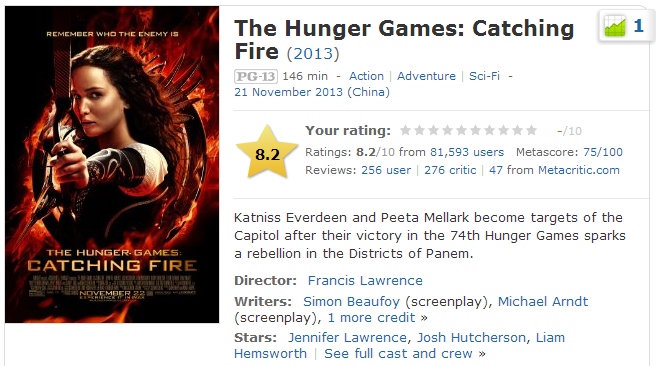 REMEMBER WHO THE ENEMY IS
THE HUNGER GAMES
CATCHING FIRE
NOVEMBER 22
EXPERIENCE IT IN IMAX
The Hunger Games: Catching
Fire (2013)
1
PG-13 146 min - Action | Adventure | Sci-Fi -
21 November 2013 (China)
8.2
Your rating: -/10
Ratings: 8.2/10 from 81,593 users Metascore: 75/100
Reviews: 256 user | 276 critic | 47 from Metacritic.com
Katniss Everdeen and Peeta Mellark become targets of the
Capitol after their victory in the 74th Hunger Games sparks
a rebellion in the Districts of Panem.
Director: Francis Lawrence
Writers: Simon Beaufoy (screenplay), Michael Arndt
(screenplay), 1 more credit »
Stars: Jennifer Lawrence, Josh Hutcherson, Liam
Hemsworth | See full cast and crew »